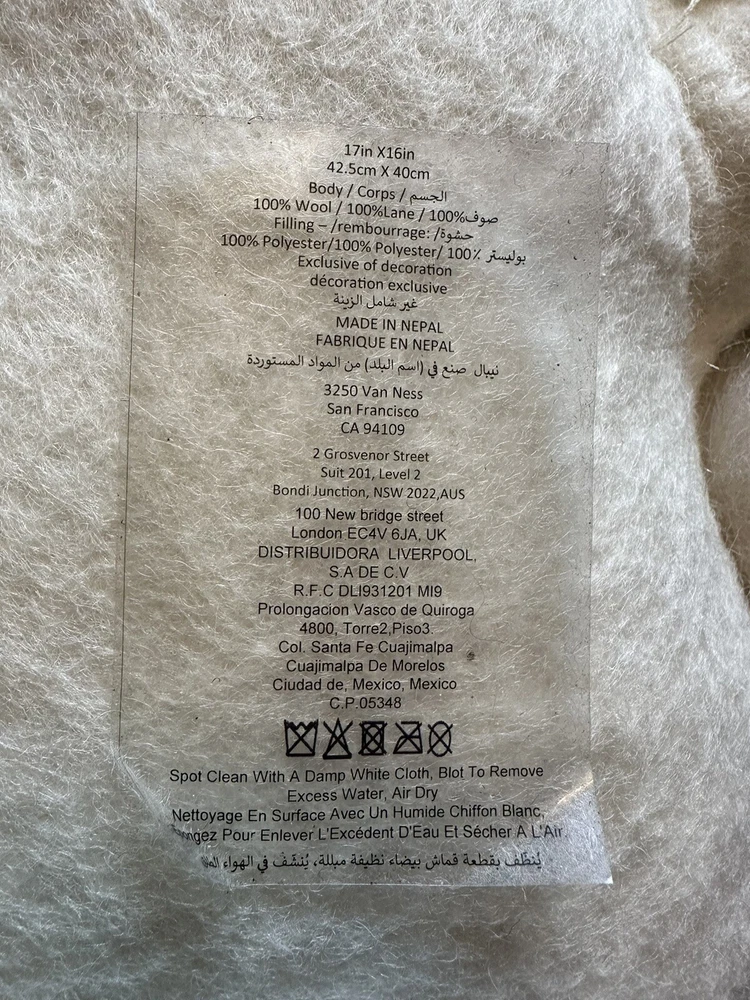 17in X16in
42.5cm X 40cm
Body / Corps / الجسم
100% Wool / 100%Lane / 100%صوف
Filling – /rembourrage: /حشوة
100% Polyester/100% Polyester/ 100٪ بوليستر
Exclusive of decoration
décoration exclusive
غير شامل الزينة
MADE IN NEPAL
FABRIQUE EN NEPAL
نيبال صنع في (اسم البلد) من المواد المستوردة
3250 Van Ness
San Francisco
CA 94109
2 Grosvenor Street
Suit 201, Level 2
Bondi Junction, NSW 2022,AUS
100 New bridge street
London EC4V 6JA, UK
DISTRIBUIDORA LIVERPOOL,
S.A DE C.V
R.F.C DLI931201 MI9
Prolongacion Vasco de Quiroga
4800, Torre2,Piso3.
Col. Santa Fe Cuajimalpa
Cuajimalpa De Morelos
Ciudad de, Mexico, Mexico
C.P.05348
Spot Clean With A Damp White Cloth, Blot To Remove
Excess Water, Air Dry
Nettoyage En Surface Avec Un Humide Chiffon Blanc,
Pour Enlever L'Excédent D'Eau Et Sécher A L'Air
يُنظّف بقطعة قماش بيضاء نظيفة مبللة، يُنشّف في الهواء